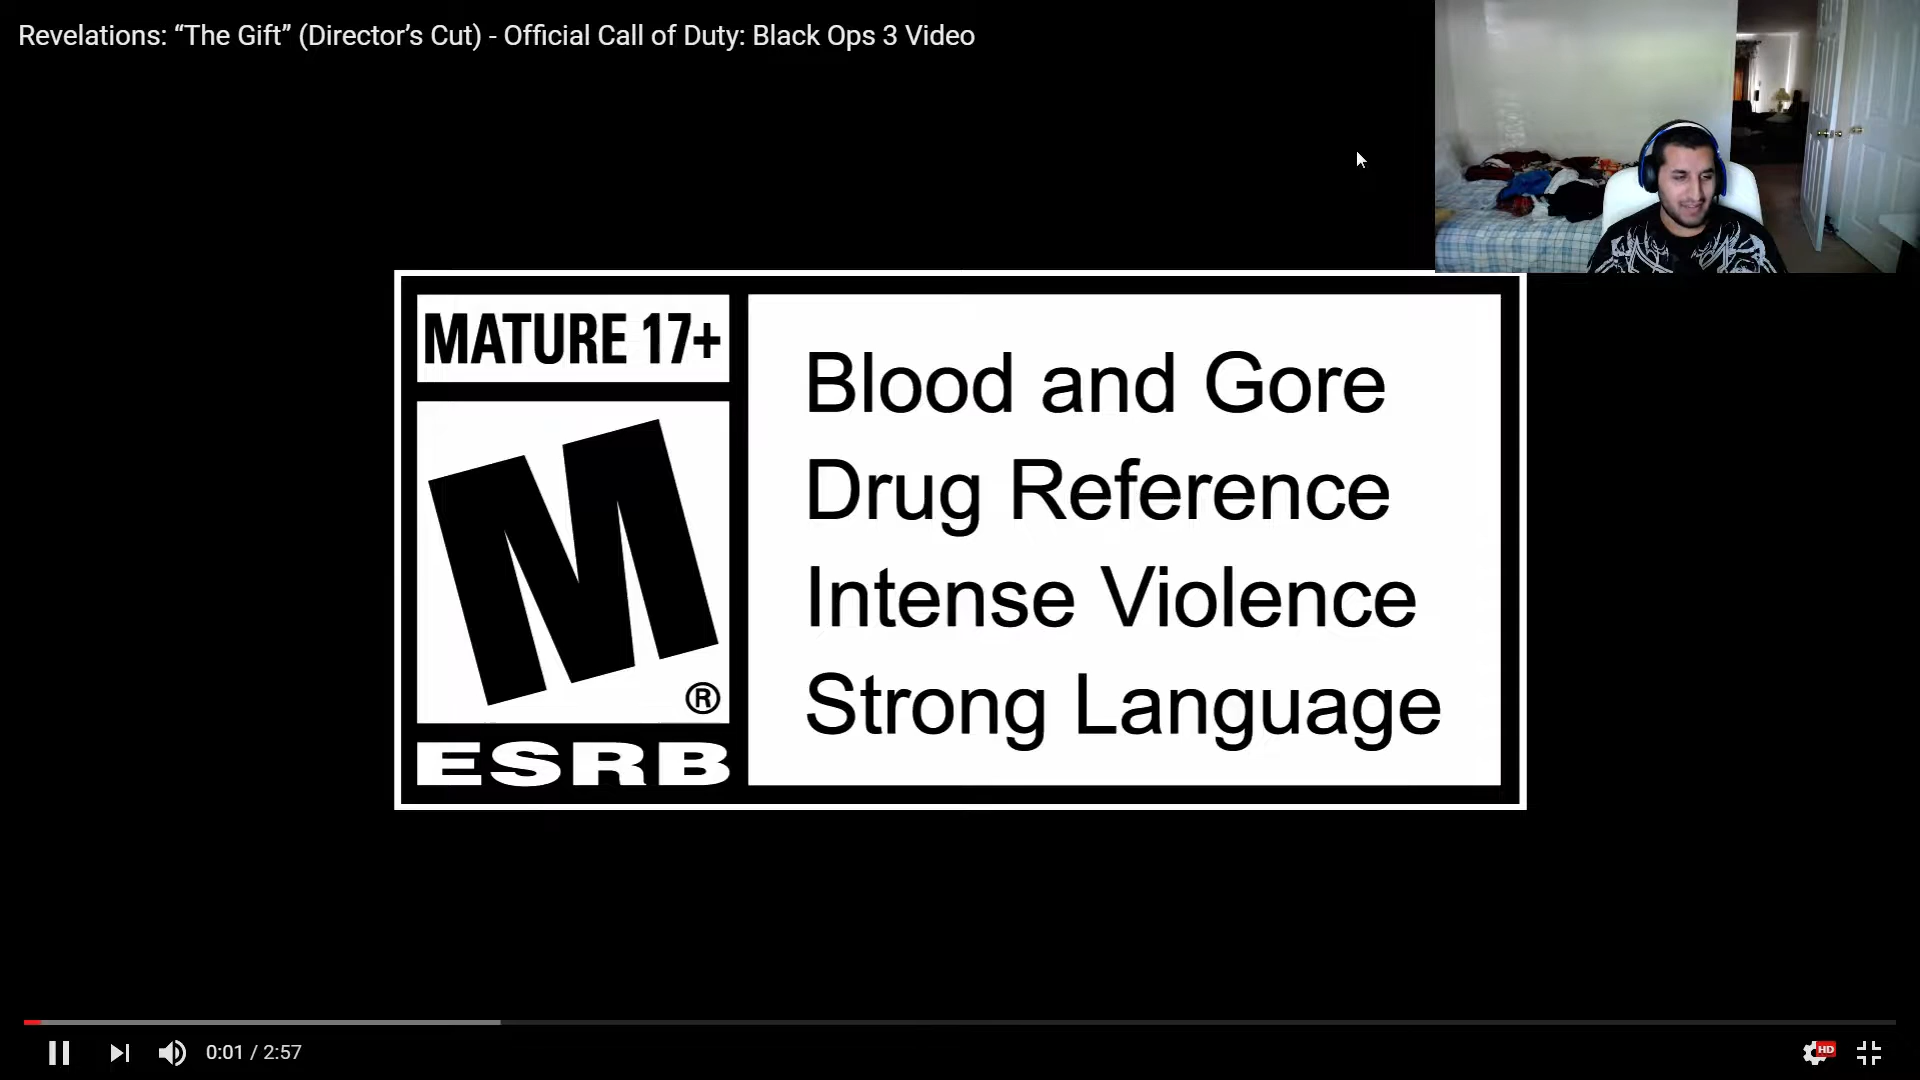 Revelations: “The Gift” (Director’s Cut) - Official Call of Duty: Black Ops 3 Video
MATURE 17+
M
®
ESRB
Blood and Gore
Drug Reference
Intense Violence
Strong Language
0:01 / 2:57
HD